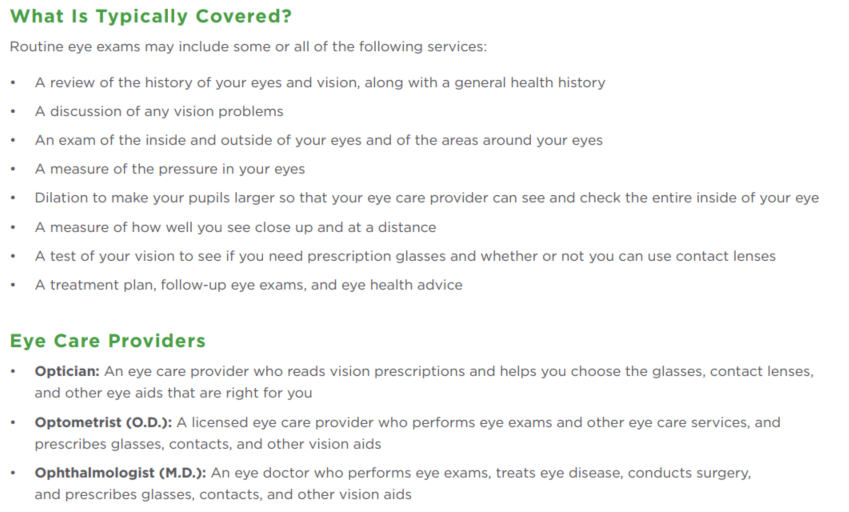 What Is Typically Covered?
Routine eye exams may include some or all of the following services:
• A review of the history of your eyes and vision, along with a general health history
• A discussion of any vision problems
• An exam of the inside and outside of your eyes and of the areas around your eyes
• A measure of the pressure in your eyes
• Dilation to make your pupils larger so that your eye care provider can see and check the entire inside of your eye
• A measure of how well you see close up and at a distance
• A test of your vision to see if you need prescription glasses and whether or not you can use contact lenses
• A treatment plan, follow-up eye exams, and eye health advice
Eye Care Providers
• Optician: An eye care provider who reads vision prescriptions and helps you choose the glasses, contact lenses,
and other eye aids that are right for you
• Optometrist (O.D.): A licensed eye care provider who performs eye exams and other eye care services, and
prescribes glasses, contacts, and other vision aids
• Ophthalmologist (M.D.): An eye doctor who performs eye exams, treats eye disease, conducts surgery,
and prescribes glasses, contacts, and other vision aids